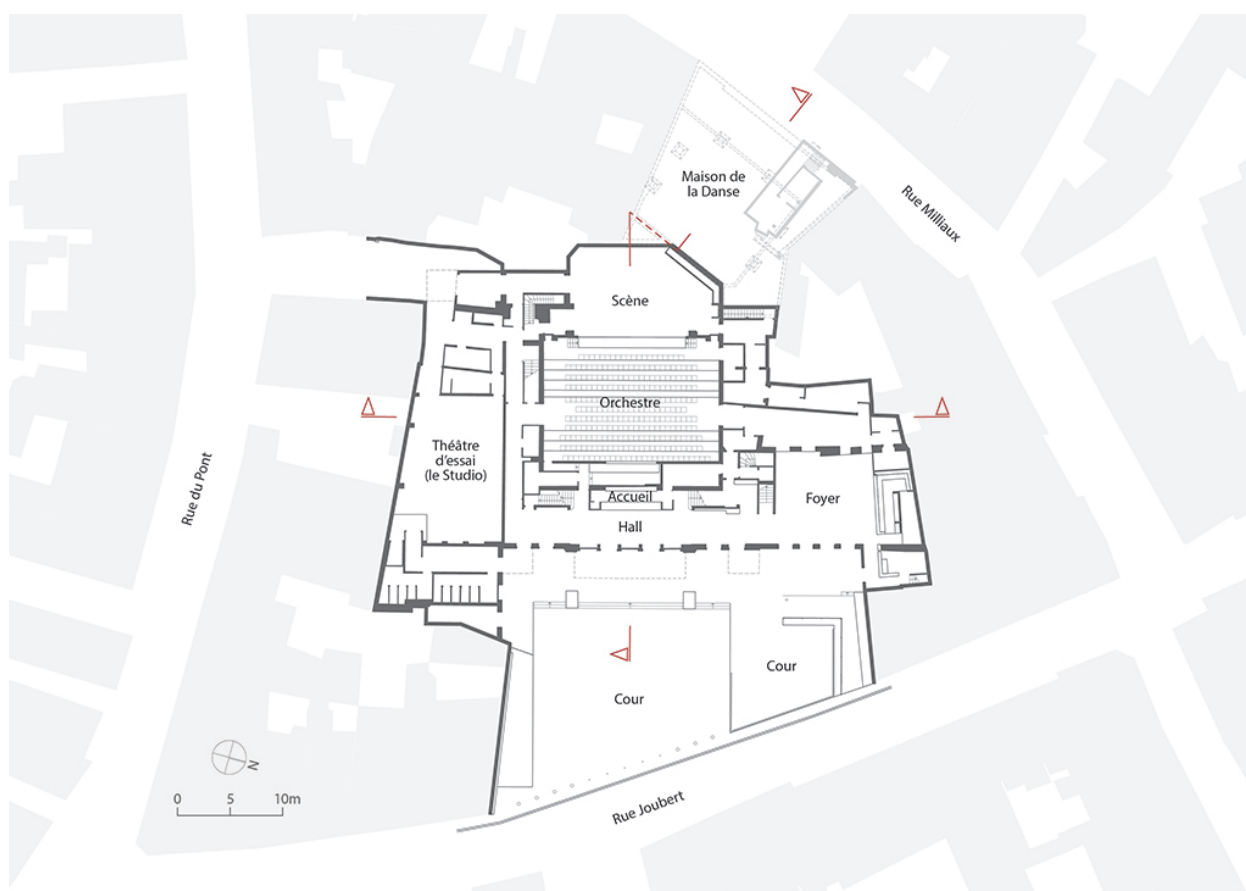 Maison de
la Danse
Rue Milliaux
Scène
Orchestre
Théâtre
d'essai
(le Studio)
Rue du Pont
Accueil
Foyer
Hall
Cour
Cour
N
0 5 10m
Rue Joubert